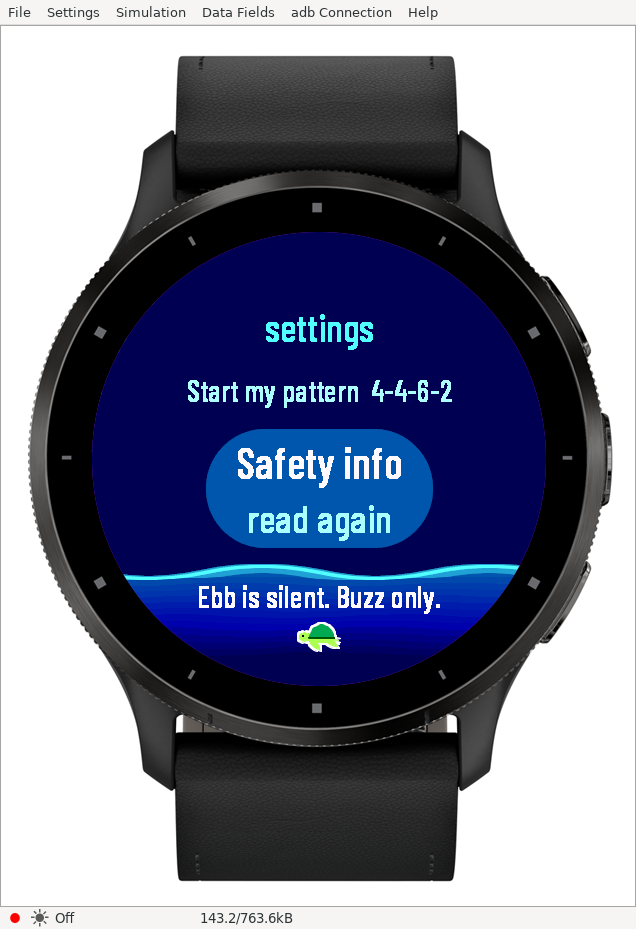 File Settings Simulation Data Fields adb Connection Help
settings
Start my pattern 4-4-6-2
Safety info
read again
Ebb is silent. Buzz only.
Off 143.2/763.6kB